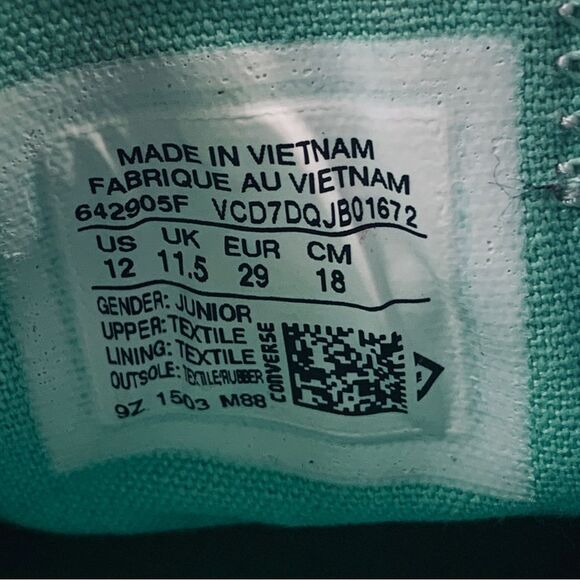 MADE IN VIETNAM
FABRIQUE AU VIETNAM
642905F VCD7DQJB01672
US UK EUR CM
12 11.5 29 18
GENDER: JUNIOR
UPPER: TEXTILE
LINING: TEXTILE
OUTSOLE: TEXTILE/RUBBER
9Z 1503 M88
CONVERSE